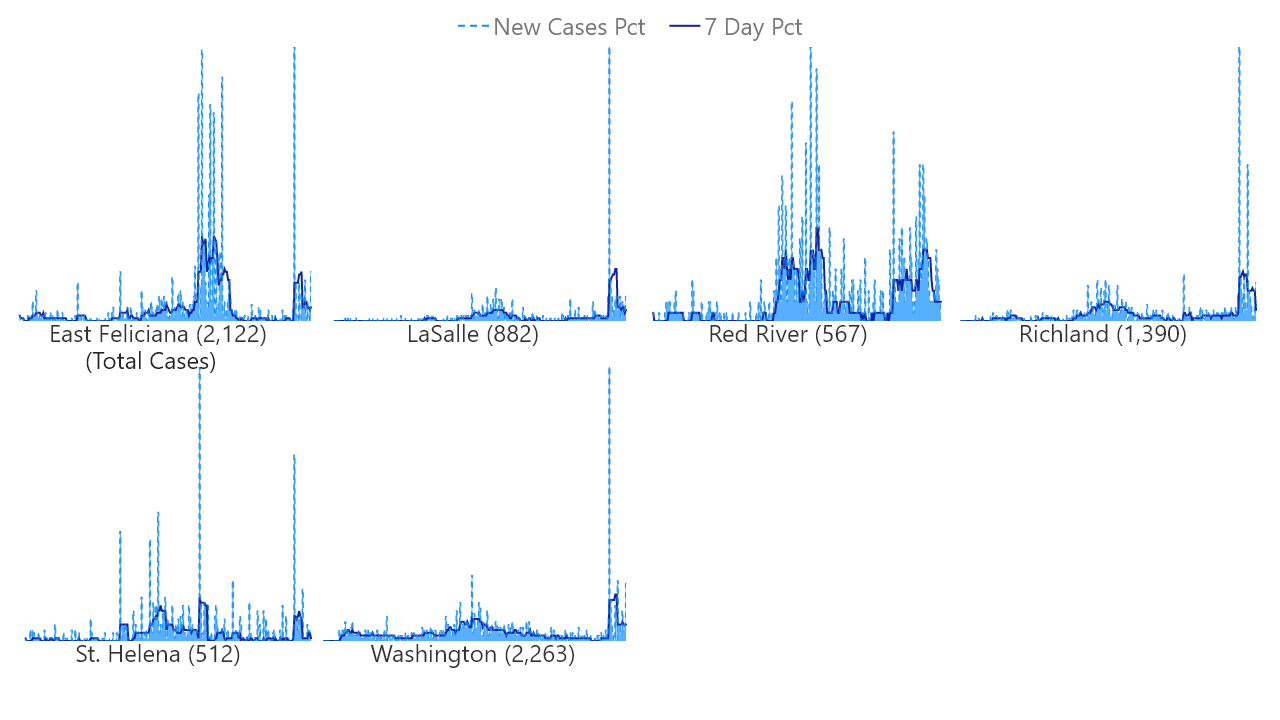 New Cases Pct 7 Day Pct
East Feliciana (2,122) LaSalle (882) Red River (567) Richland (1,390)
(Total Cases)
St. Helena (512) Washington (2,263)